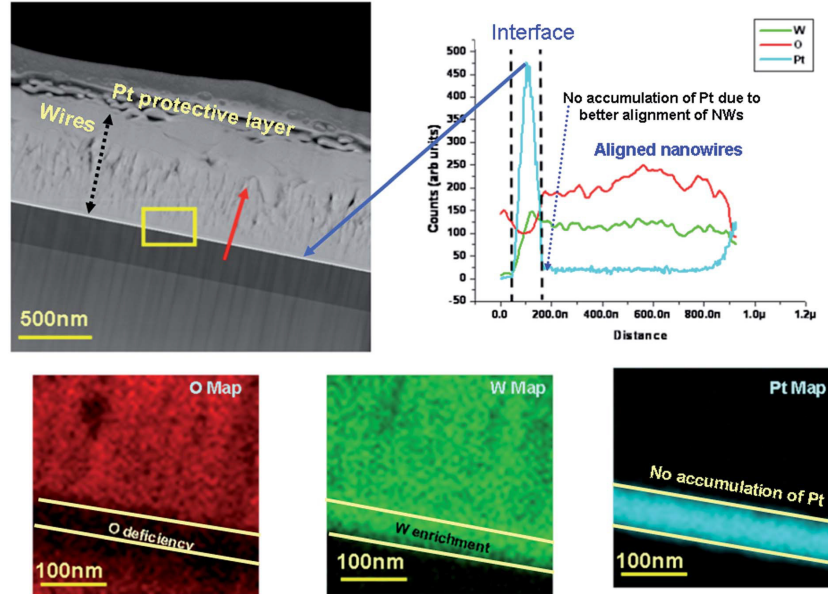 Pt protective layer
Wires
500nm
Interface
W
O
Pt
No accumulation of Pt due to
better alignment of NWs
Aligned nanowires
Counts (arb units)
500
450
400
350
300
250
200
150
100
50
0
-50
0.0
200.0n
400.0n
600.0n
800.0n
1.0µ
1.2µ
Distance
O Map
O deficiency
100nm
W Map
W enrichment
100nm
Pt Map
No accumulation of Pt
100nm